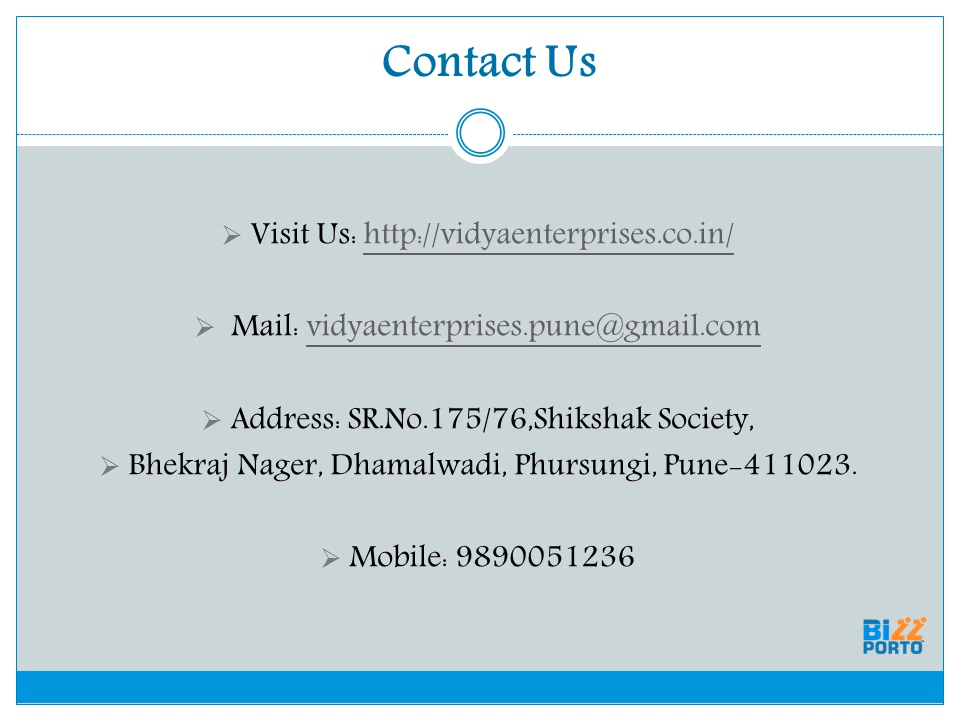 Contact Us
➢ Visit Us: http://vidyaenterprises.co.in/
➢ Mail: vidyaenterprises.pune@gmail.com
➢ Address: SR.No.175/76,Shikshak Society,
➢ Bhekraj Nager, Dhamalwadi, Phursungi, Pune-411023.
➢ Mobile: 9890051236
BIZZ
PORTO